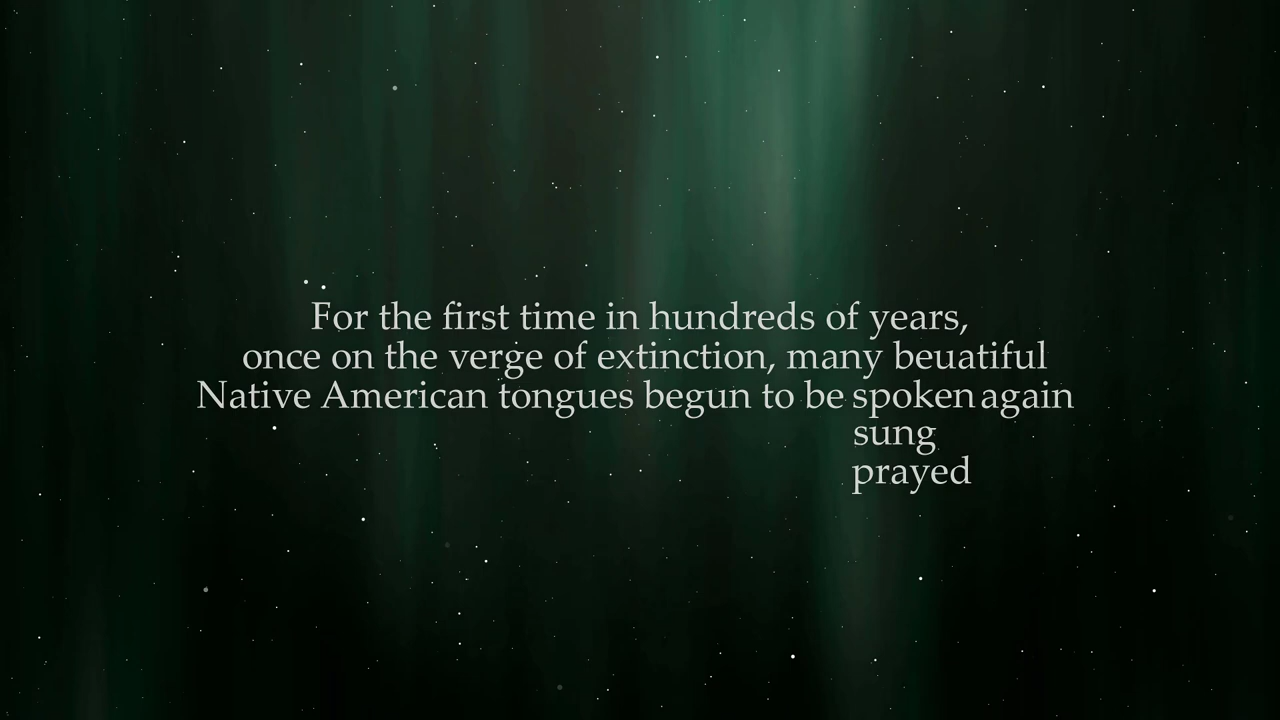 For the first time in hundreds of years,
once on the verge of extinction, many beuatiful
Native American tongues begun to be spoken again
sung
prayed